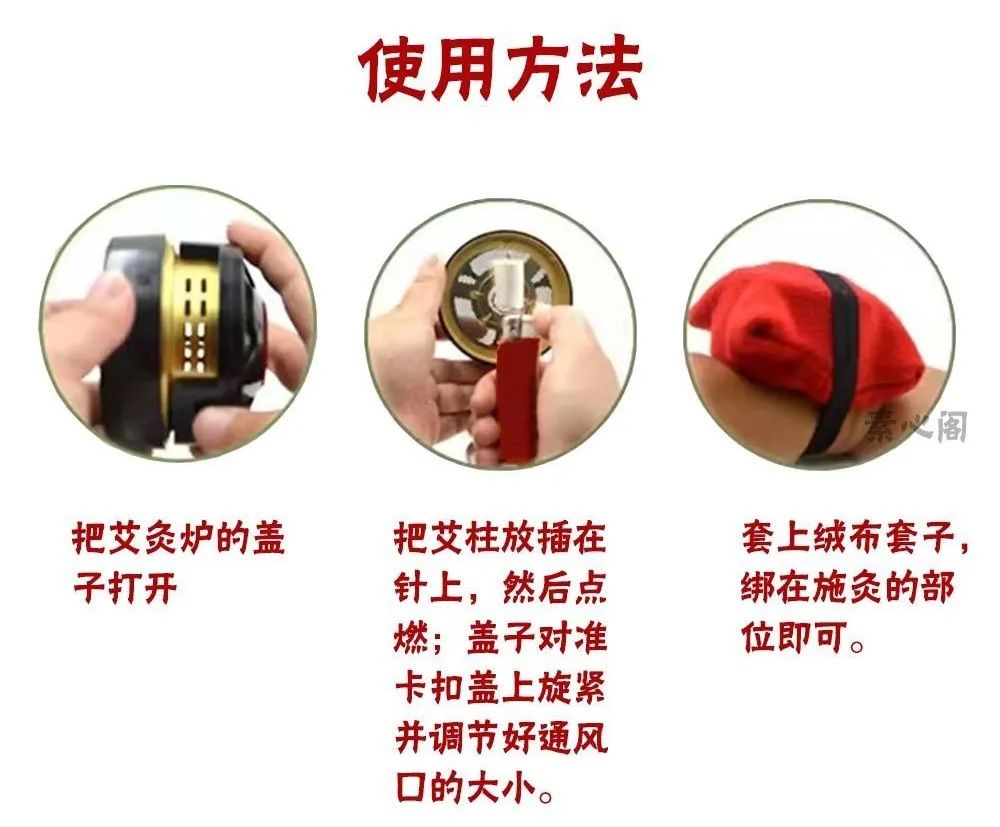 使用方法
把艾灸炉的盖
子打开
把艾柱放插在
针上，然后点
燃；盖子对准
卡扣盖上旋紧
并调节好通风
口的大小。
套上绒布套子，
绑在施灸的部
位即可。
素心阁